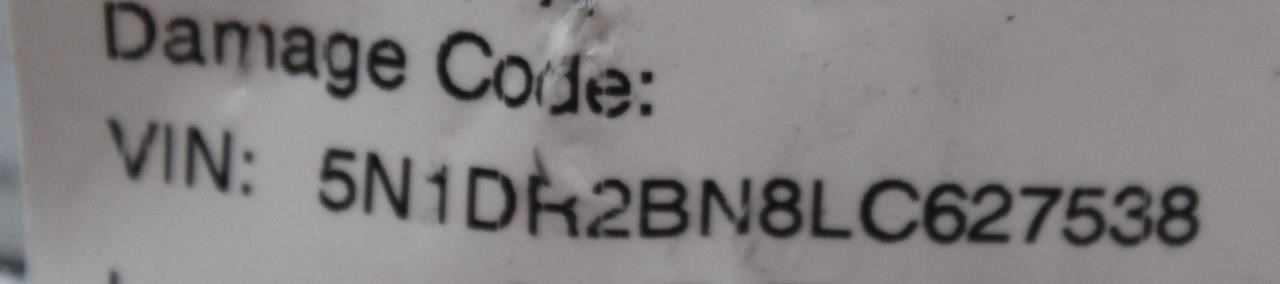 Damage Code:
VIN: 5N1DR2BN8LC627538